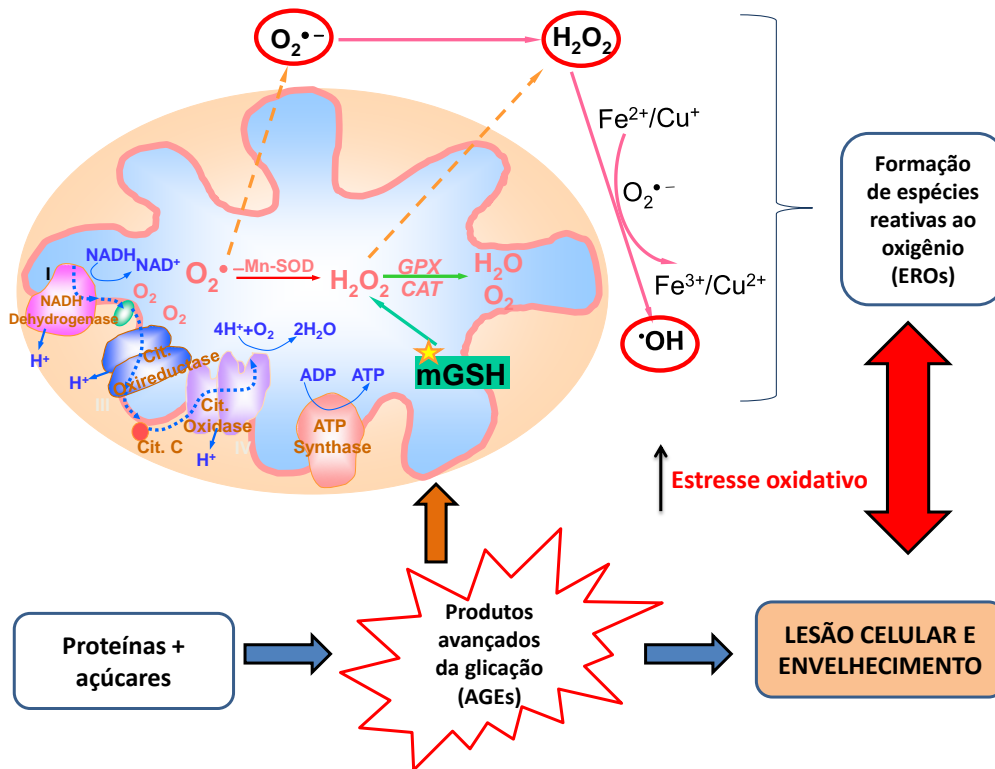 O₂•−
H₂O₂
Fe²⁺/Cu⁺
O₂•−
Fe³⁺/Cu²⁺
•OH
Formação
de espécies
reativas ao
oxigênio
(EROs)
I
NADH
NAD⁺
NADH
Dehydrogenase
H⁺
O₂
O₂
O₂•
–Mn-SOD
H₂O₂
GPX
CAT
H₂O
O₂
mGSH
4H⁺+O₂
2H₂O
Cit.
Oxireductase
III
H⁺
Cit. C
Cit.
Oxidase
IV
H⁺
ADP
ATP
ATP
Synthase
Estresse oxidativo
Proteínas +
açúcares
Produtos
avançados
da glicação
(AGEs)
LESÃO CELULAR E
ENVELHECIMENTO